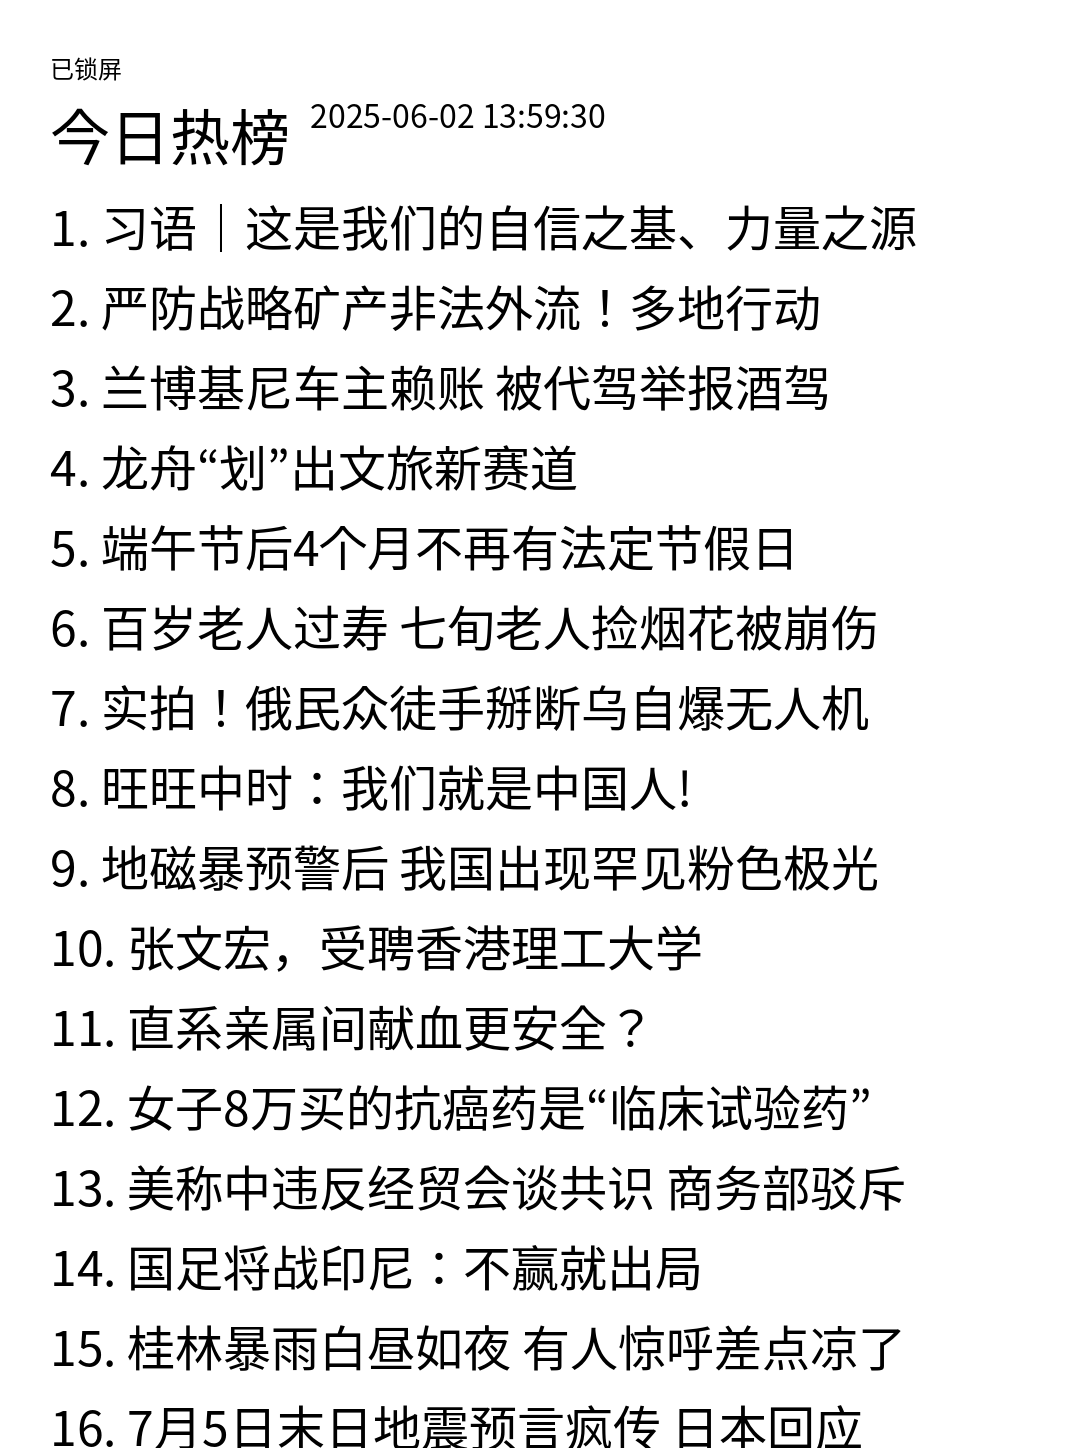 已锁屏
今日热榜 2025-06-02 13:59:30
1. 习语｜这是我们的自信之基、力量之源
2. 严防战略矿产非法外流！多地行动
3. 兰博基尼车主赖账 被代驾举报酒驾
4. 龙舟“划”出文旅新赛道
5. 端午节后4个月不再有法定节假日
6. 百岁老人过寿 七旬老人捡烟花被崩伤
7. 实拍！俄民众徒手掰断乌自爆无人机
8. 旺旺中时：我们就是中国人!
9. 地磁暴预警后 我国出现罕见粉色极光
10. 张文宏，受聘香港理工大学
11. 直系亲属间献血更安全？
12. 女子8万买的抗癌药是“临床试验药”
13. 美称中违反经贸会谈共识 商务部驳斥
14. 国足将战印尼：不赢就出局
15. 桂林暴雨白昼如夜 有人惊呼差点凉了
16. 7月5日末日地震预言疯传 日本回应